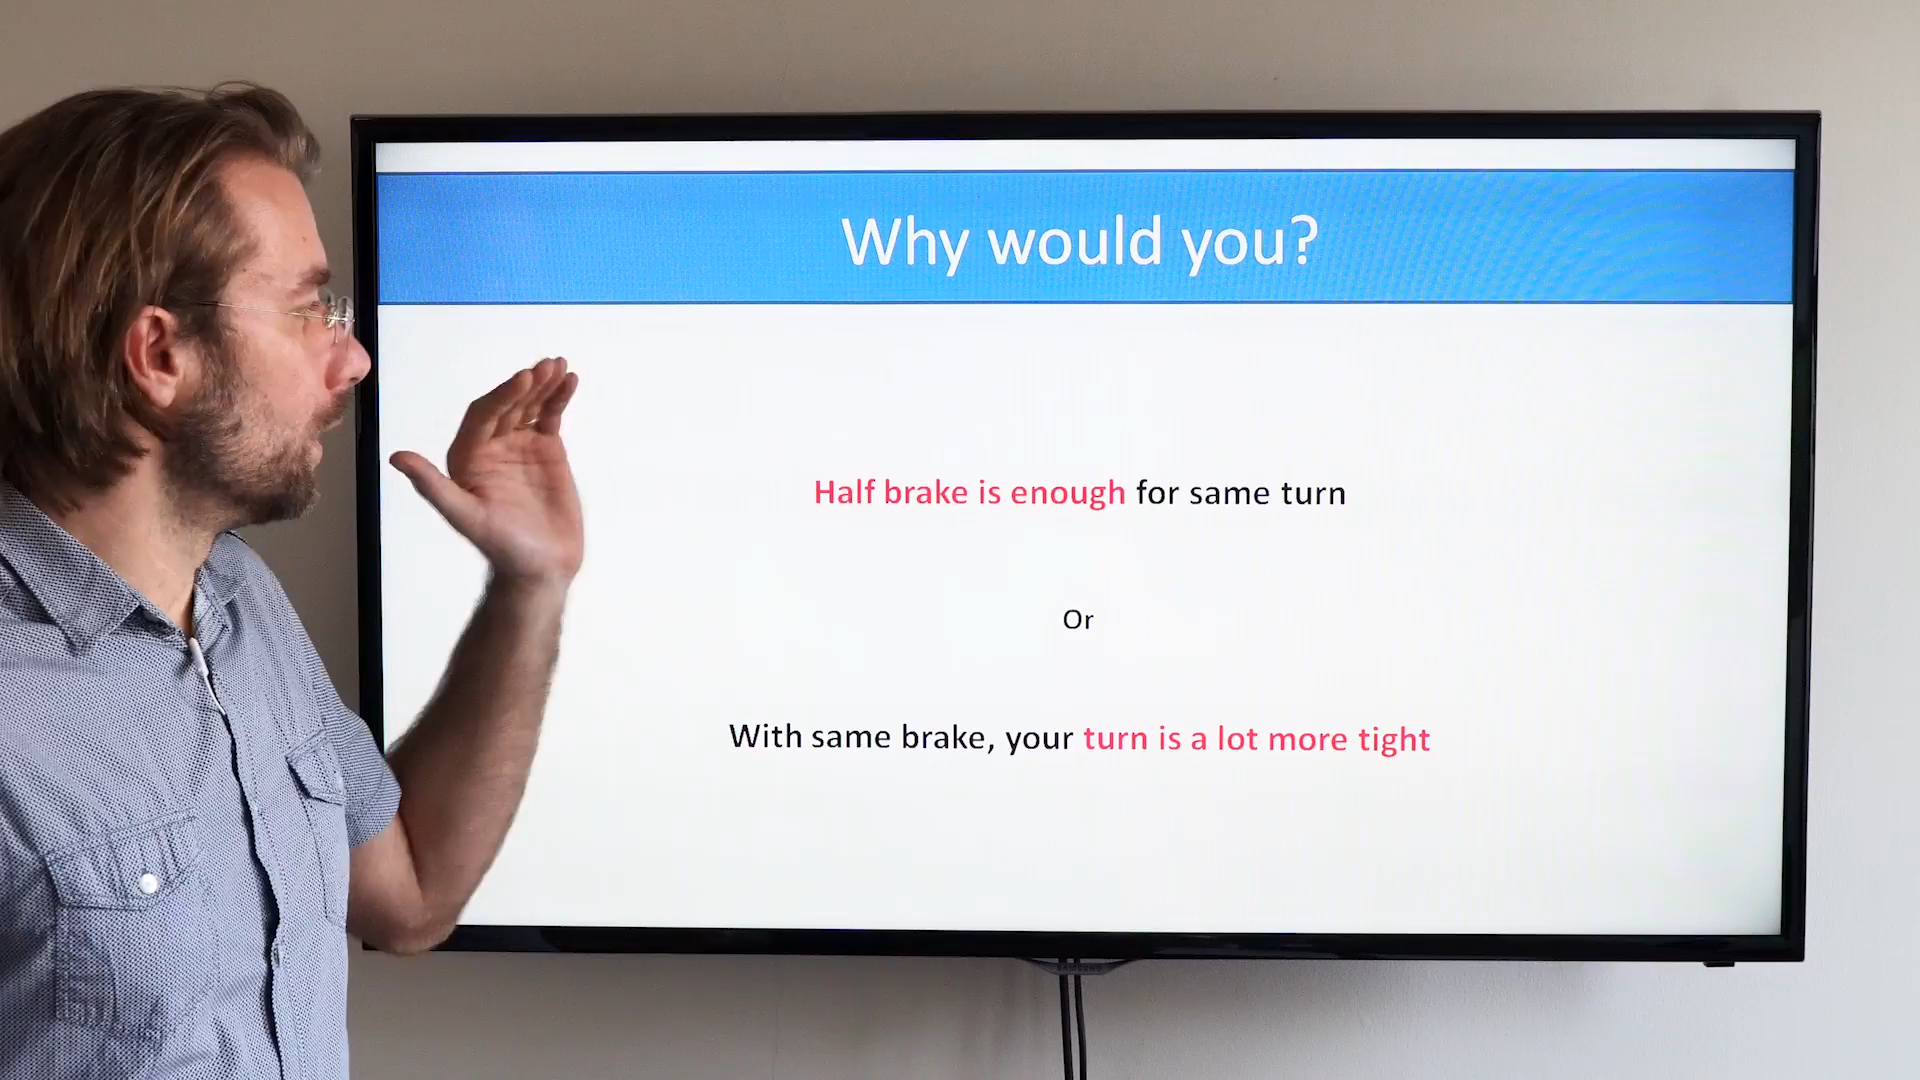 Why would you?
Half brake is enough for same turn
Or
With same brake, your turn is a lot more tight
SAMSUNG